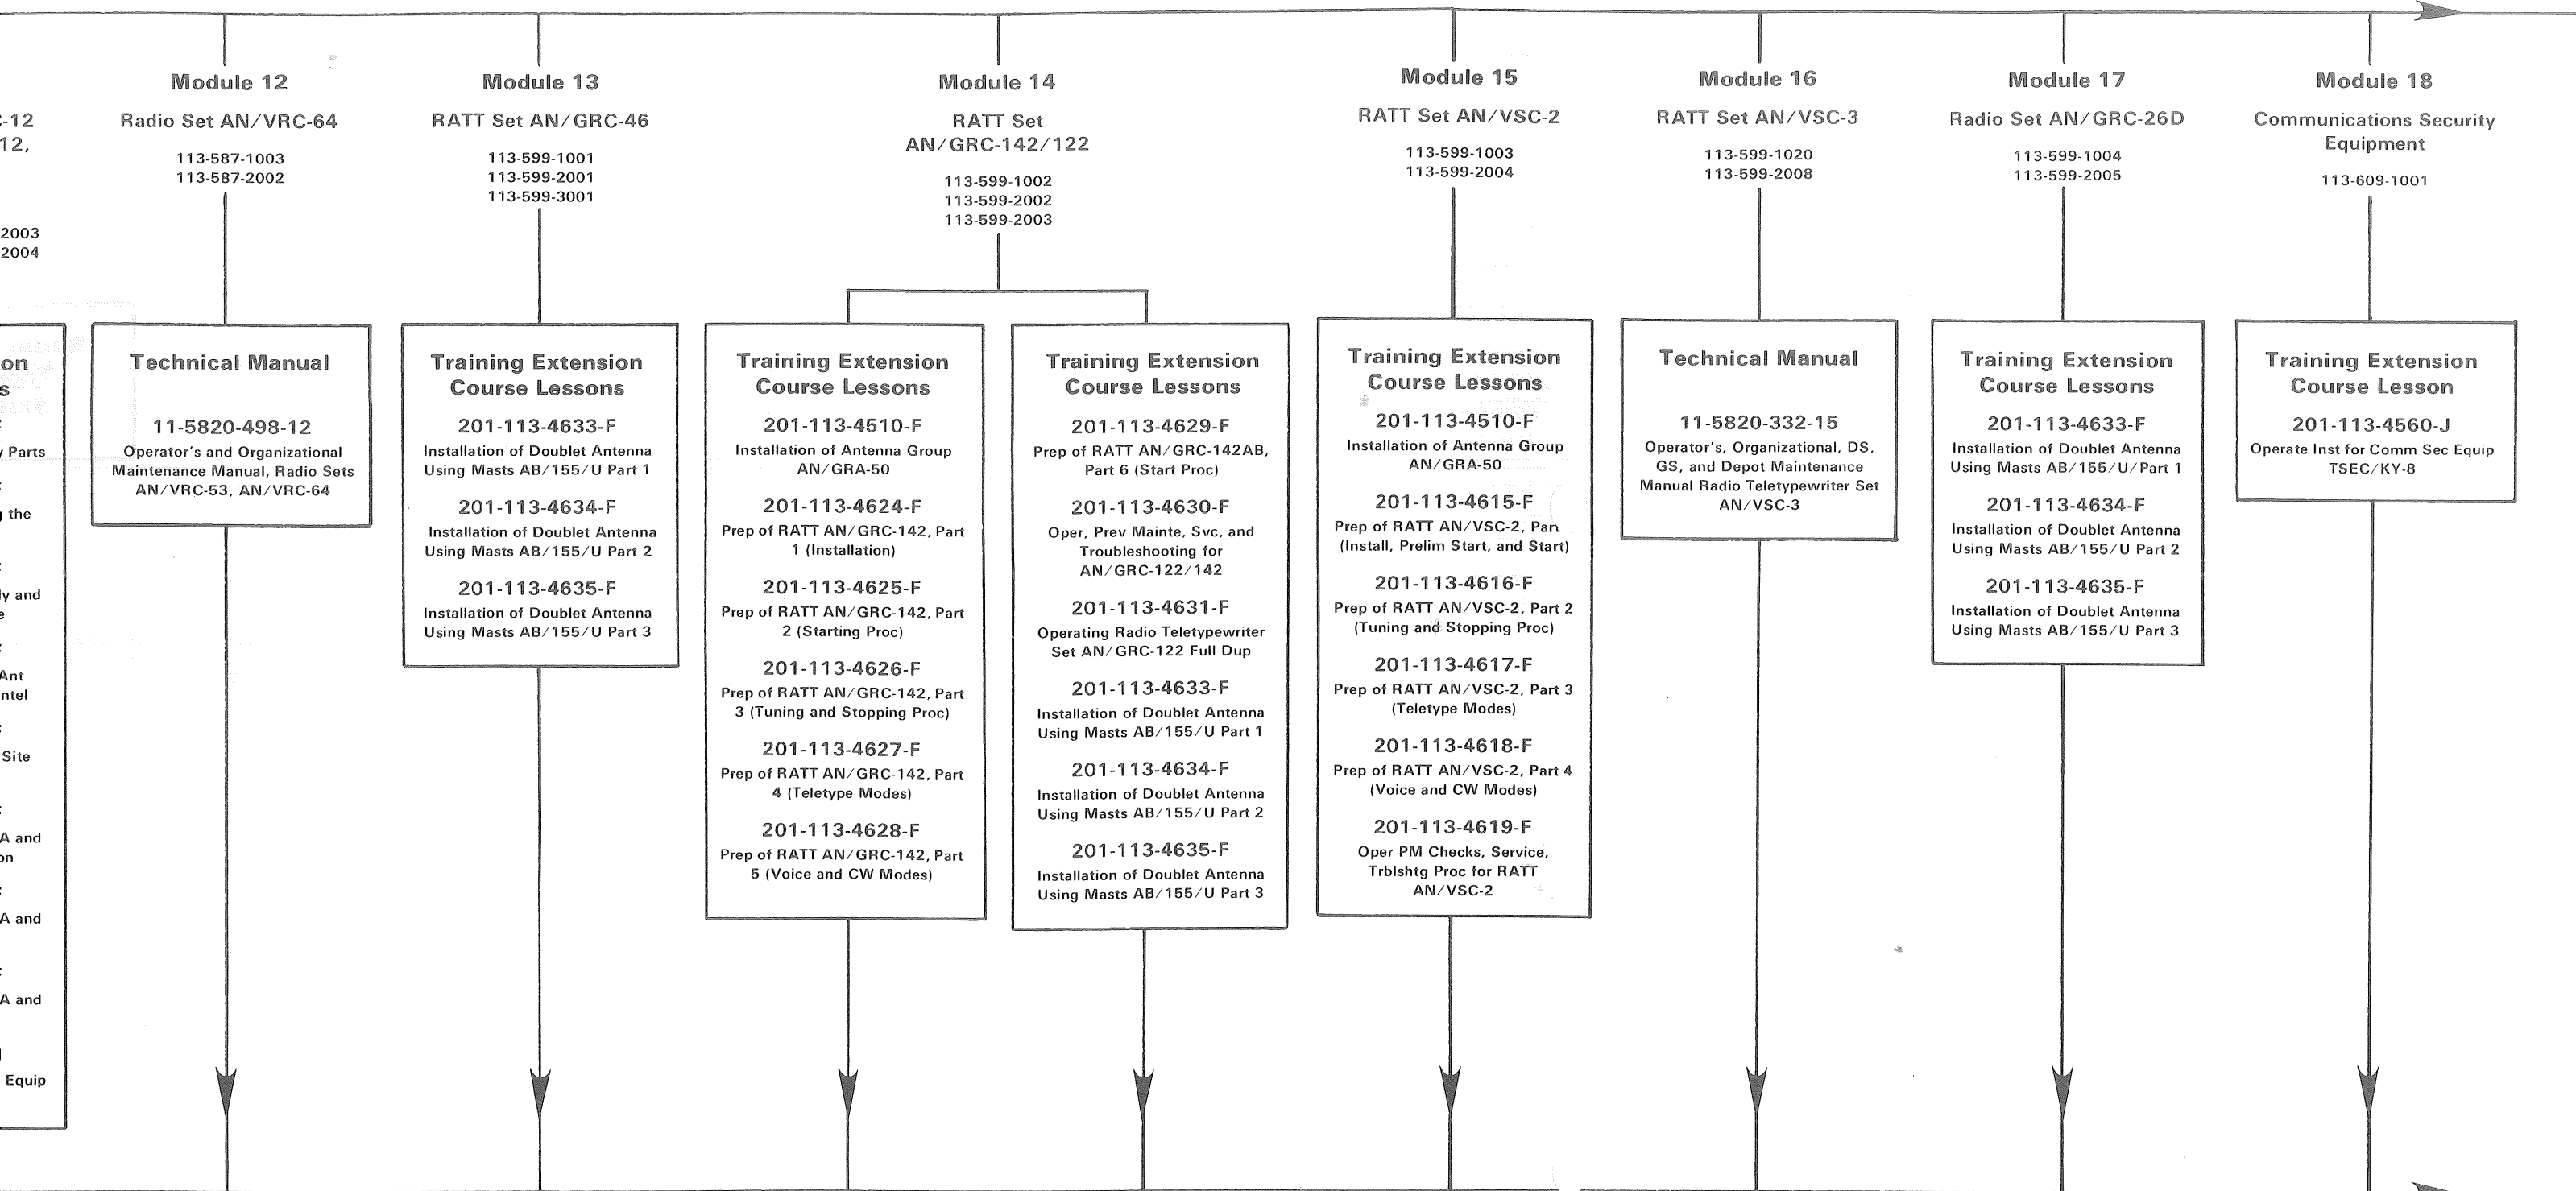 C-12
12,
2003
2004
on
s
:
y Parts
:
g the
:
ly and
e
:
Ant
ntel
:
Site
:
A and
on
:
A and
:
A and
g
Equip
Module 12
Radio Set AN/VRC-64
113-587-1003
113-587-2002
Technical Manual
11-5820-498-12
Operator's and Organizational
Maintenance Manual, Radio Sets
AN/VRC-53, AN/VRC-64
Module 13
RATT Set AN/GRC-46
113-599-1001
113-599-2001
113-599-3001
Training Extension
Course Lessons
201-113-4633-F
Installation of Doublet Antenna
Using Masts AB/155/U Part 1
201-113-4634-F
Installation of Doublet Antenna
Using Masts AB/155/U Part 2
201-113-4635-F
Installation of Doublet Antenna
Using Masts AB/155/U Part 3
Module 14
RATT Set
AN/GRC-142/122
113-599-1002
113-599-2002
113-599-2003
Training Extension
Course Lessons
201-113-4510-F
Installation of Antenna Group
AN/GRA-50
201-113-4624-F
Prep of RATT AN/GRC-142, Part
1 (Installation)
201-113-4625-F
Prep of RATT AN/GRC-142, Part
2 (Starting Proc)
201-113-4626-F
Prep of RATT AN/GRC-142, Part
3 (Tuning and Stopping Proc)
201-113-4627-F
Prep of RATT AN/GRC-142, Part
4 (Teletype Modes)
201-113-4628-F
Prep of RATT AN/GRC-142, Part
5 (Voice and CW Modes)
Training Extension
Course Lessons
201-113-4629-F
Prep of RATT AN/GRC-142AB,
Part 6 (Start Proc)
201-113-4630-F
Oper, Prev Mainte, Svc, and
Troubleshooting for
AN/GRC-122/142
201-113-4631-F
Operating Radio Teletypewriter
Set AN/GRC-122 Full Dup
201-113-4633-F
Installation of Doublet Antenna
Using Masts AB/155/U Part 1
201-113-4634-F
Installation of Doublet Antenna
Using Masts AB/155/U Part 2
201-113-4635-F
Installation of Doublet Antenna
Using Masts AB/155/U Part 3
Module 15
RATT Set AN/VSC-2
113-599-1003
113-599-2004
Training Extension
Course Lessons
201-113-4510-F
Installation of Antenna Group
AN/GRA-50
201-113-4615-F
Prep of RATT AN/VSC-2, Part
(Install, Prelim Start, and Start)
201-113-4616-F
Prep of RATT AN/VSC-2, Part 2
(Tuning and Stopping Proc)
201-113-4617-F
Prep of RATT AN/VSC-2, Part 3
(Teletype Modes)
201-113-4618-F
Prep of RATT AN/VSC-2, Part 4
(Voice and CW Modes)
201-113-4619-F
Oper PM Checks, Service,
Trblshtg Proc for RATT
AN/VSC-2
Module 16
RATT Set AN/VSC-3
113-599-1020
113-599-2008
Technical Manual
11-5820-332-15
Operator's, Organizational, DS,
GS, and Depot Maintenance
Manual Radio Teletypewriter Set
AN/VSC-3
Module 17
Radio Set AN/GRC-26D
113-599-1004
113-599-2005
Training Extension
Course Lessons
201-113-4633-F
Installation of Doublet Antenna
Using Masts AB/155/U/Part 1
201-113-4634-F
Installation of Doublet Antenna
Using Masts AB/155/U Part 2
201-113-4635-F
Installation of Doublet Antenna
Using Masts AB/155/U Part 3
Module 18
Communications Security
Equipment
113-609-1001
Training Extension
Course Lesson
201-113-4560-J
Operate Inst for Comm Sec Equip
TSEC/KY-8